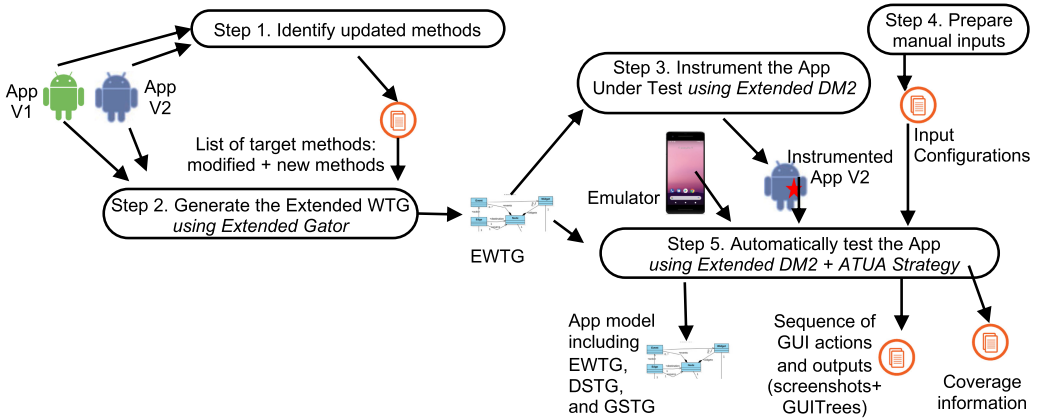 Step 1. Identify updated methods
Step 4. Prepare
manual inputs
App
V1
App
V2
Step 3. Instrument the App
Under Test using Extended DM2
List of target methods:
modified + new methods
Input
Configurations
Instrumented
App V2
Emulator
Step 2. Generate the Extended WTG
using Extended Gator
EWTG
Step 5. Automatically test the App
using Extended DM2 + ATUA Strategy
App model
including
EWTG,
DSTG,
and GSTG
Sequence of
GUI actions
and outputs
(screenshots+
GUITrees)
Coverage
information